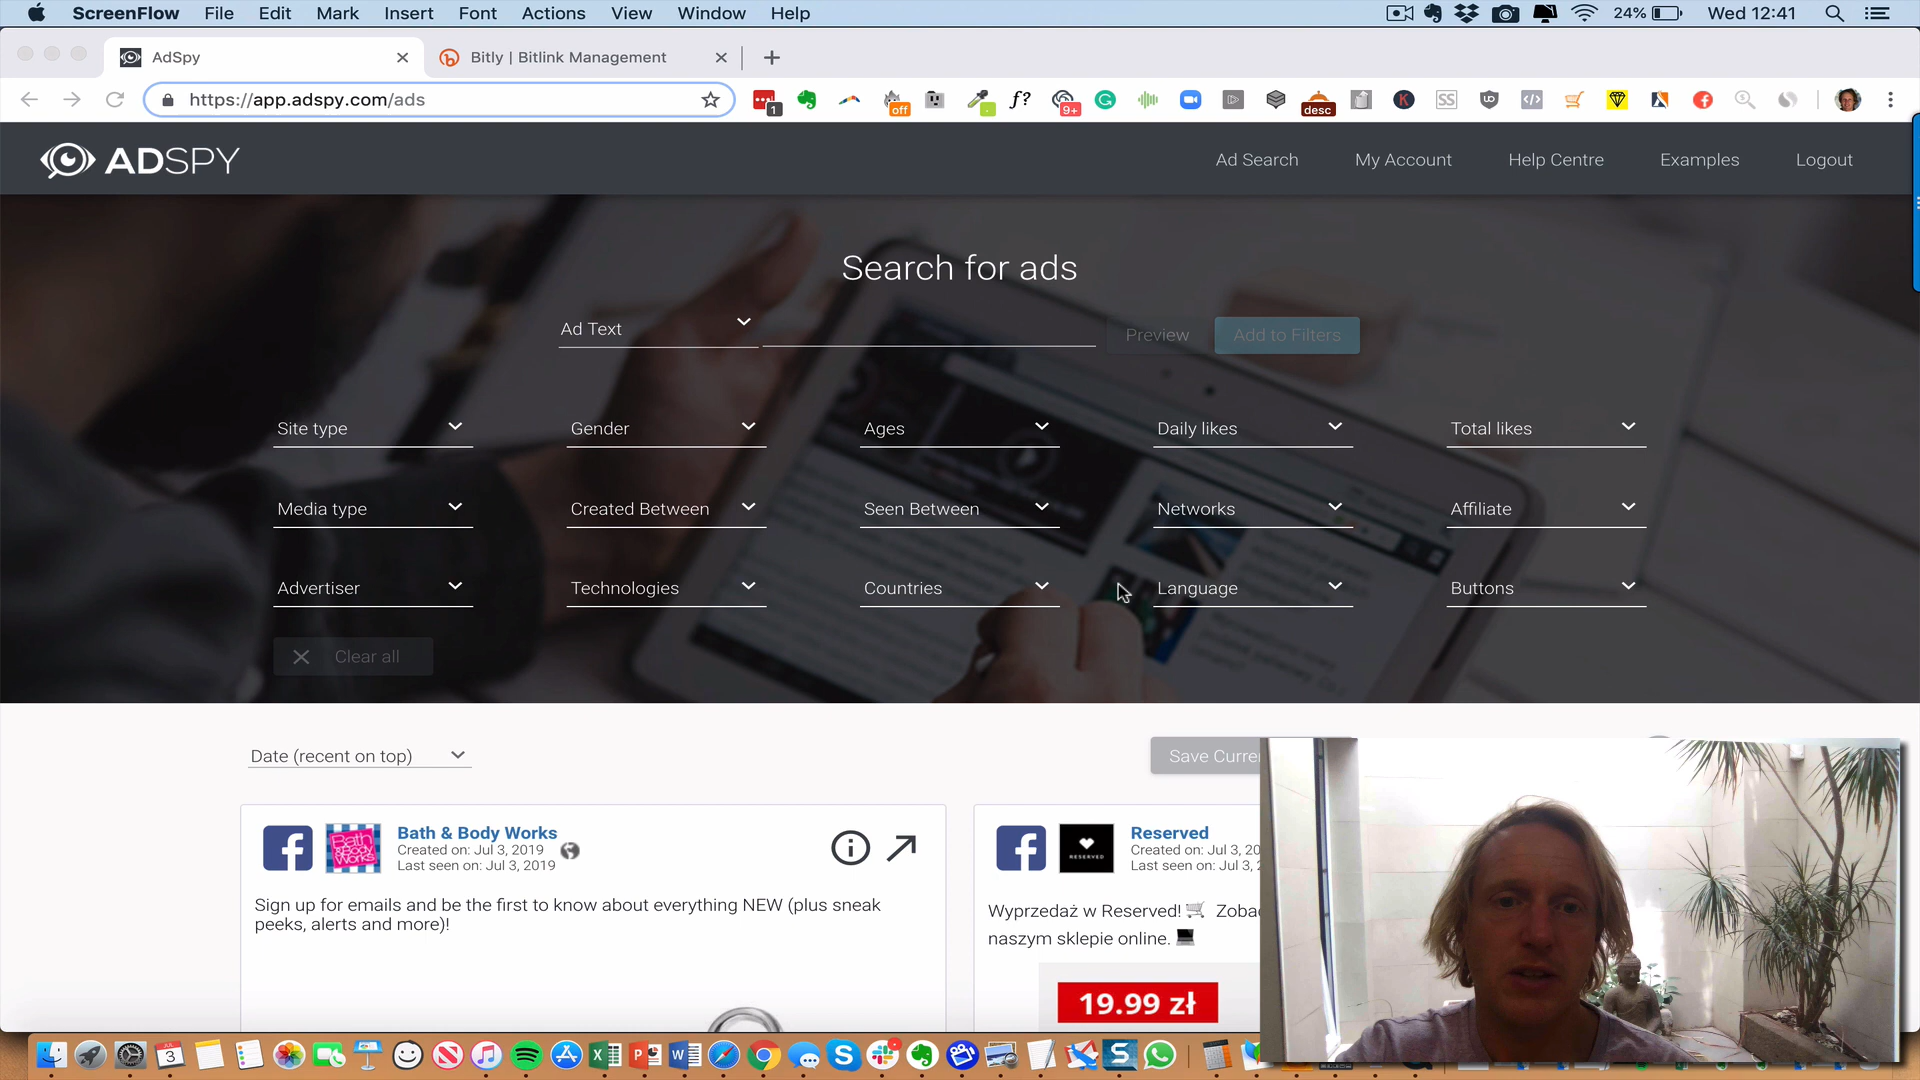 ScreenFlow File Edit Mark Insert Font Actions View Window Help 24% Wed 12:41
AdSpy Bitly | Bitlink Management
https://app.adspy.com/ads 1 off f? 9+ desc SS
ADSPY Ad Search My Account Help Centre Examples Logout
Search for ads
Ad Text Preview Add to Filters
Site type Gender Ages Daily likes Total likes
Media type Created Between Seen Between Networks Affiliate
Advertiser Technologies Countries Language Buttons
Clear all
Date (recent on top) Save Curre
Bath & Body Works
Created on: Jul 3, 2019
Last seen on: Jul 3, 2019
Sign up for emails and be the first to know about everything NEW (plus sneak
peeks, alerts and more)!
Reserved
Created on: Jul 3, 20
Last seen on: Jul 3,
RESERVED
Wyprzedaż w Reserved! Zoba
naszym sklepie online.
19.99 zł